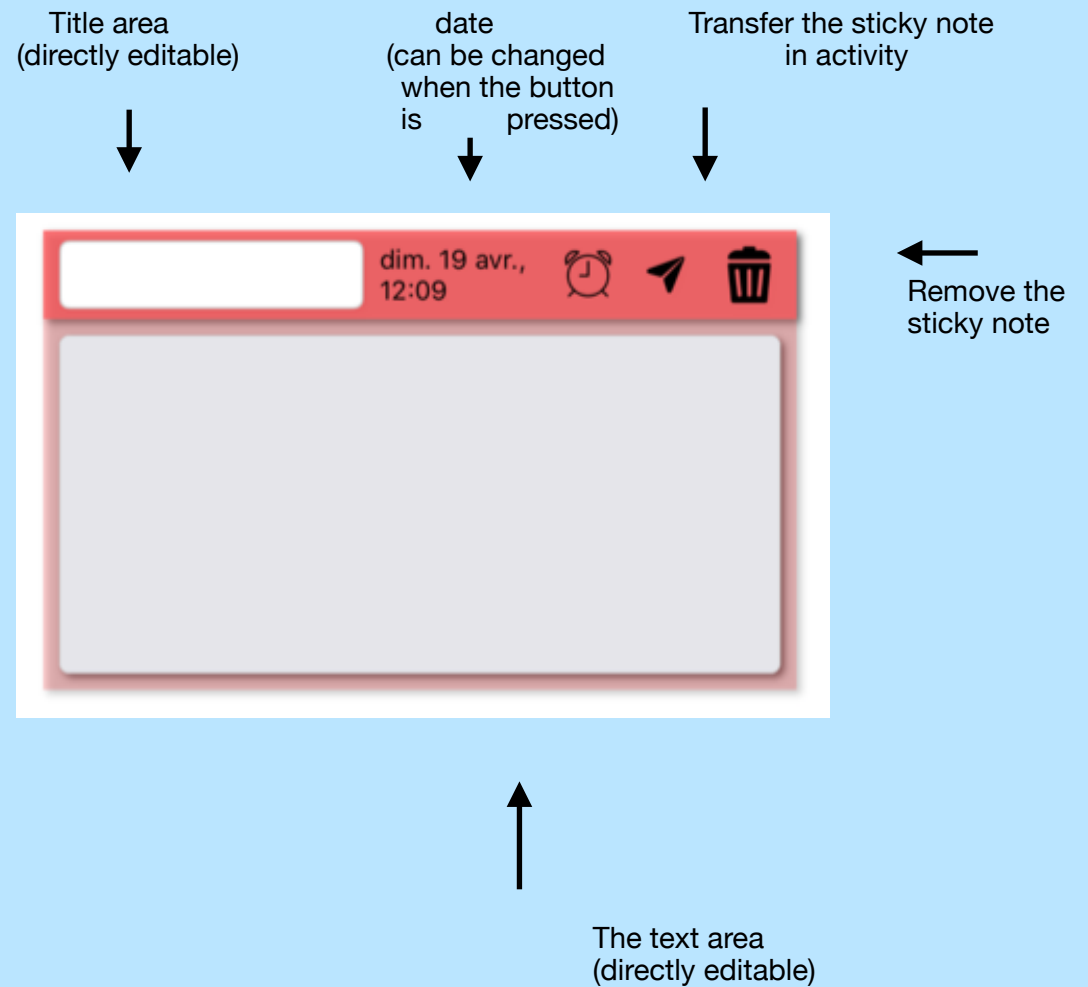 Title area
(directly editable)
date
(can be changed
when the button
is pressed)
Transfer the sticky note
in activity
dim. 19 avr.,
12:09
Remove the
sticky note
The text area
(directly editable)